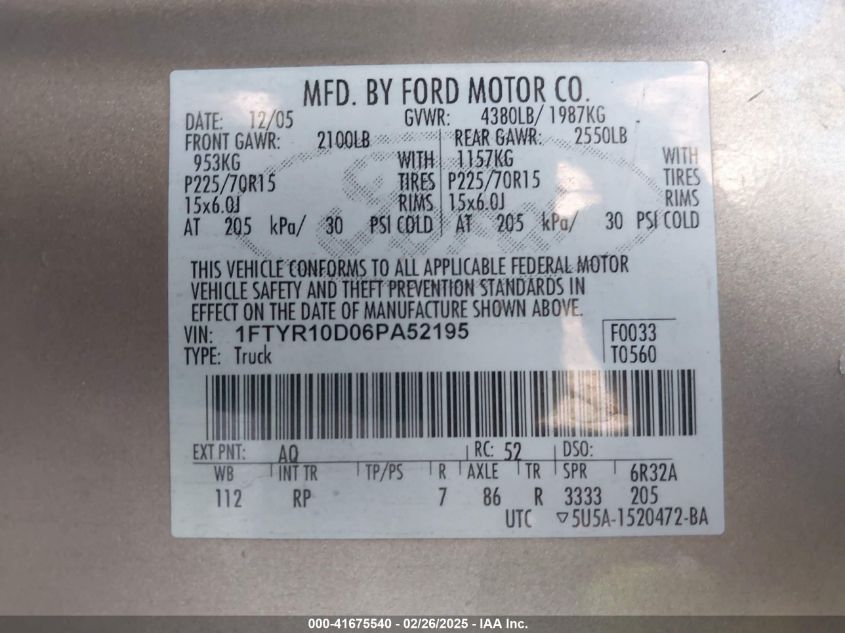 MFD. BY FORD MOTOR CO.
DATE: 12/05 GVWR: 4380LB/ 1987KG
FRONT GAWR: 2100LB REAR GAWR: 2550LB
953KG WITH 1157KG WITH
P225/70R15 TIRES P225/70R15 TIRES
15x6.0J RIMS 15x6.0J RIMS
AT 205 kPa/ 30 PSI COLD AT 205 kPa/ 30 PSI COLD
THIS VEHICLE CONFORMS TO ALL APPLICABLE FEDERAL MOTOR
VEHICLE SAFETY AND THEFT PREVENTION STANDARDS IN
EFFECT ON THE DATE OF MANUFACTURE SHOWN ABOVE.
VIN: 1FTYR10D06PA52195 F0033
TYPE: Truck T0560
EXT PNT: AQ RC: 52 DSO:
WB INT TR TP/PS R AXLE TR SPR 6R32A
112 RP 7 86 R 3333 205
UTC ▽5U5A-1520472-BA
000-41675540 - 02/26/2025 - IAA Inc.